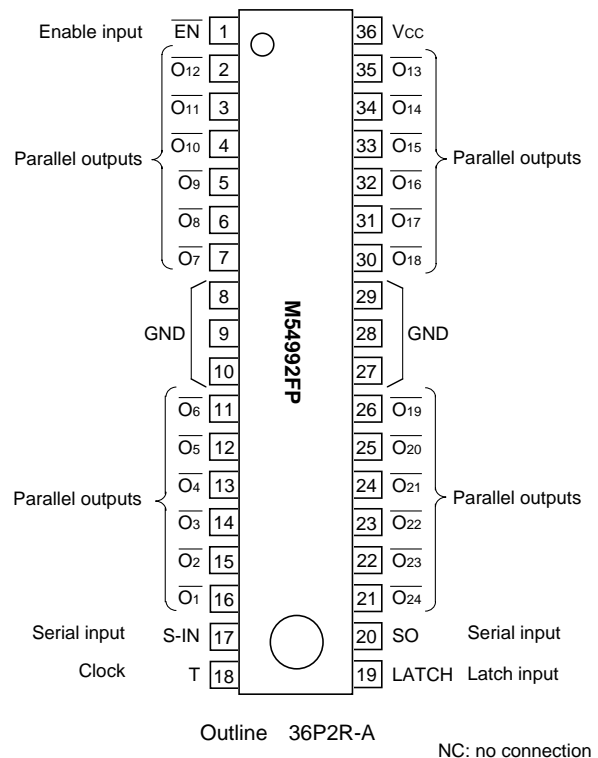 Enable input EN 1 36 VCC
O12 2 35 O13
O11 3 34 O14
O10 4 33 O15
Parallel outputs Parallel outputs
O9 5 32 O16
O8 6 31 O17
O7 7 30 O18
8 29
GND 9 M54992FP 28 GND
10 27
O6 11 26 O19
O5 12 25 O20
O4 13 24 O21
Parallel outputs Parallel outputs
O3 14 23 O22
O2 15 22 O23
O1 16 21 O24
Serial input S-IN 17 20 SO Serial input
Clock T 18 19 LATCH Latch input
Outline 36P2R-A
NC: no connection